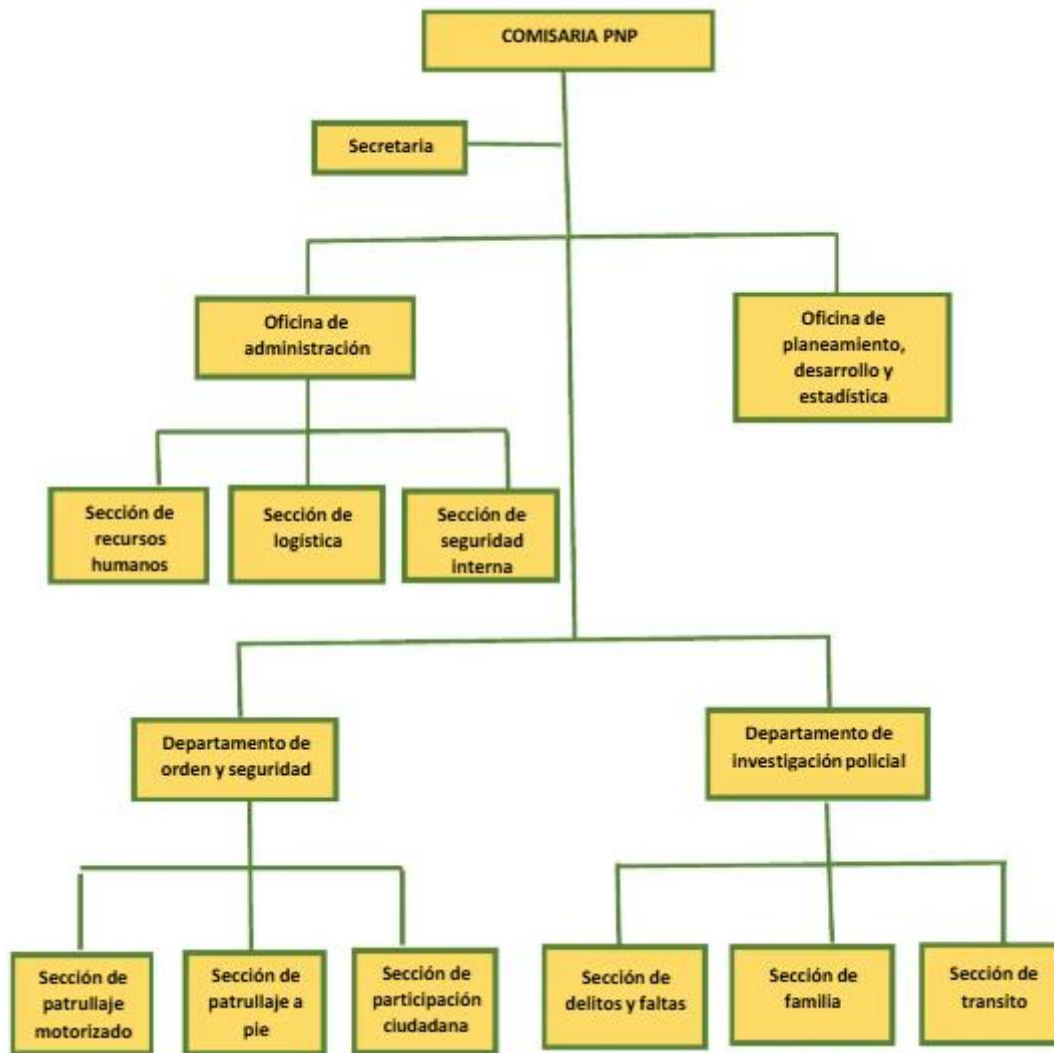 COMISARIA PNP
Secretaria
Oficina de
administración
Oficina de
planeamiento,
desarrollo y
estadística
Sección de
recursos
humanos
Sección de
logística
Sección de
seguridad
interna
Departamento de
orden y seguridad
Departamento de
investigación policial
Sección de
patrullaje
motorizado
Sección de
patrullaje a
pie
Sección de
participación
ciudadana
Sección de
delitos y faltas
Sección de
familia
Sección de
transito